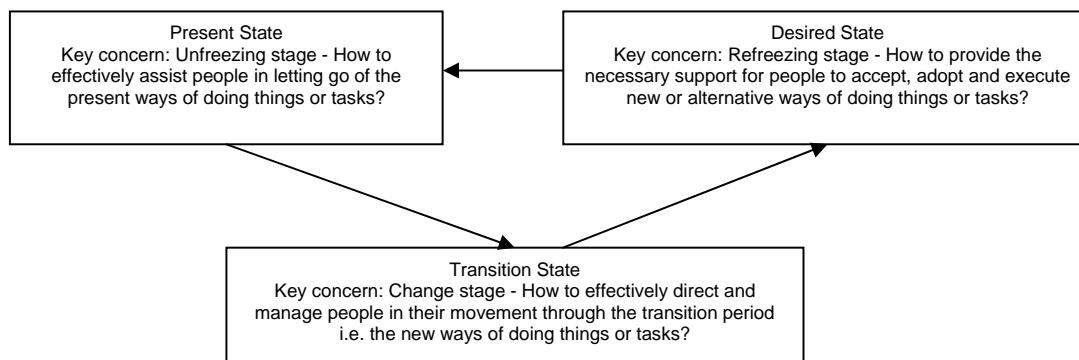 Present State
Key concern: Unfreezing stage - How to
effectively assist people in letting go of the
present ways of doing things or tasks?
Desired State
Key concern: Refreezing stage - How to provide the
necessary support for people to accept, adopt and execute
new or alternative ways of doing things or tasks?
Transition State
Key concern: Change stage - How to effectively direct and
manage people in their movement through the transition period
i.e. the new ways of doing things or tasks?